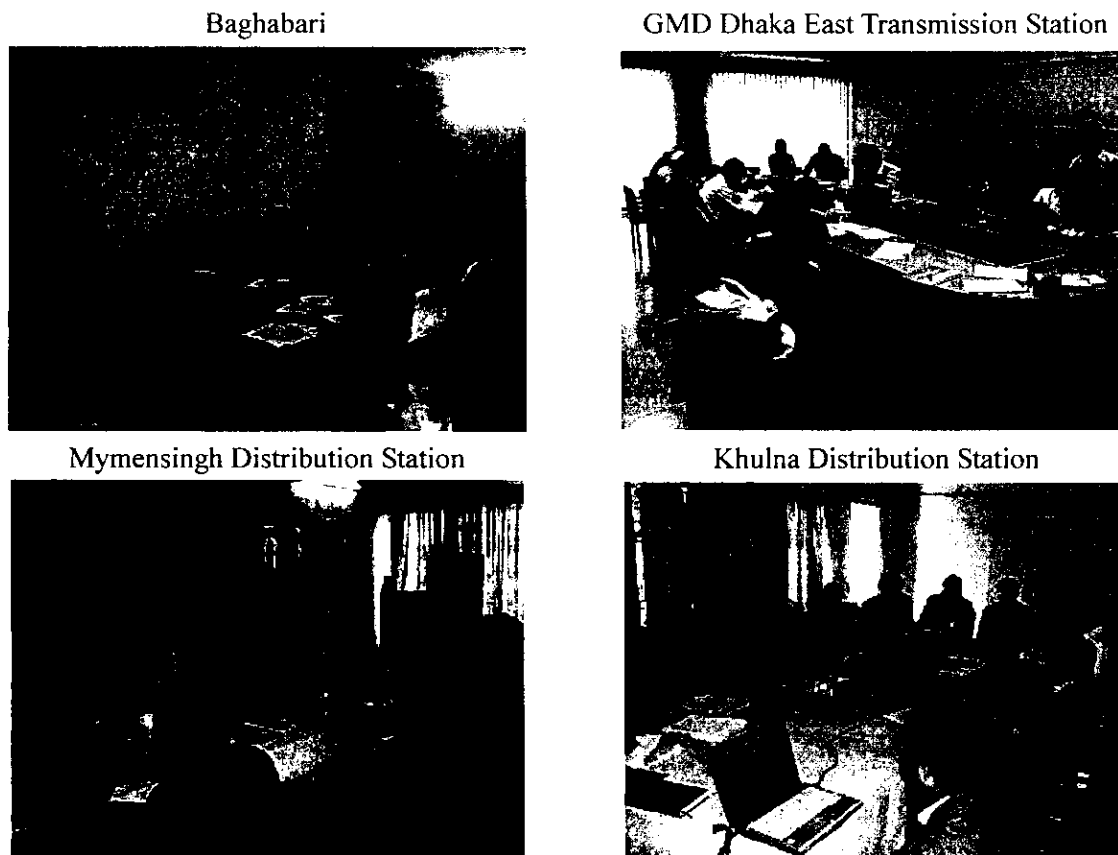 Baghabari
GMD Dhaka East Transmission Station
Mymensingh Distribution Station
Khulna Distribution Station